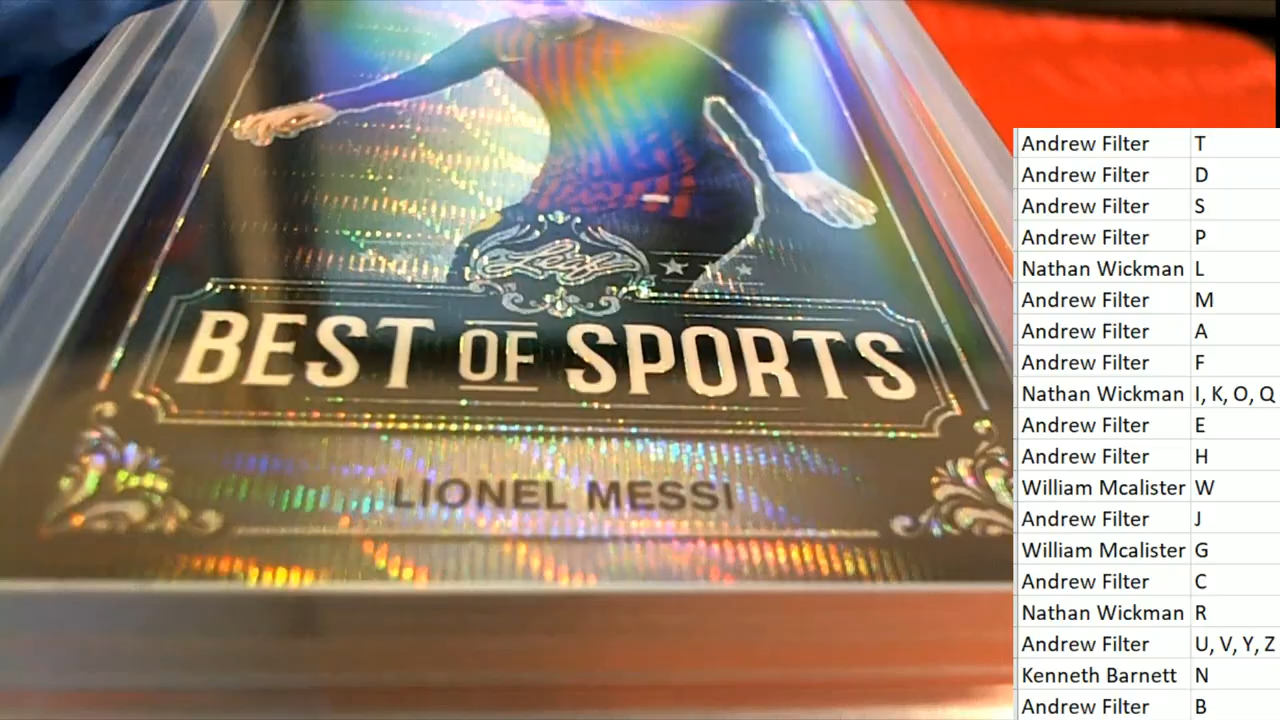 Leaf
BEST OF SPORTS
LIONEL MESSI
Andrew Filter T
Andrew Filter D
Andrew Filter S
Andrew Filter P
Nathan Wickman L
Andrew Filter M
Andrew Filter A
Andrew Filter F
Nathan Wickman I, K, O, Q
Andrew Filter E
Andrew Filter H
William Mcalister W
Andrew Filter J
William Mcalister G
Andrew Filter C
Nathan Wickman R
Andrew Filter U, V, Y, Z
Kenneth Barnett N
Andrew Filter B